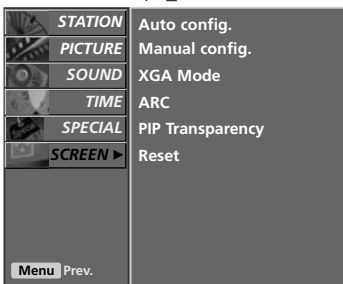 STATION
PICTURE
SOUND
TIME
SPECIAL
SCREEN ►
Auto config.
Manual config.
XGA Mode
ARC
PIP Transparency
Reset
Menu Prev.